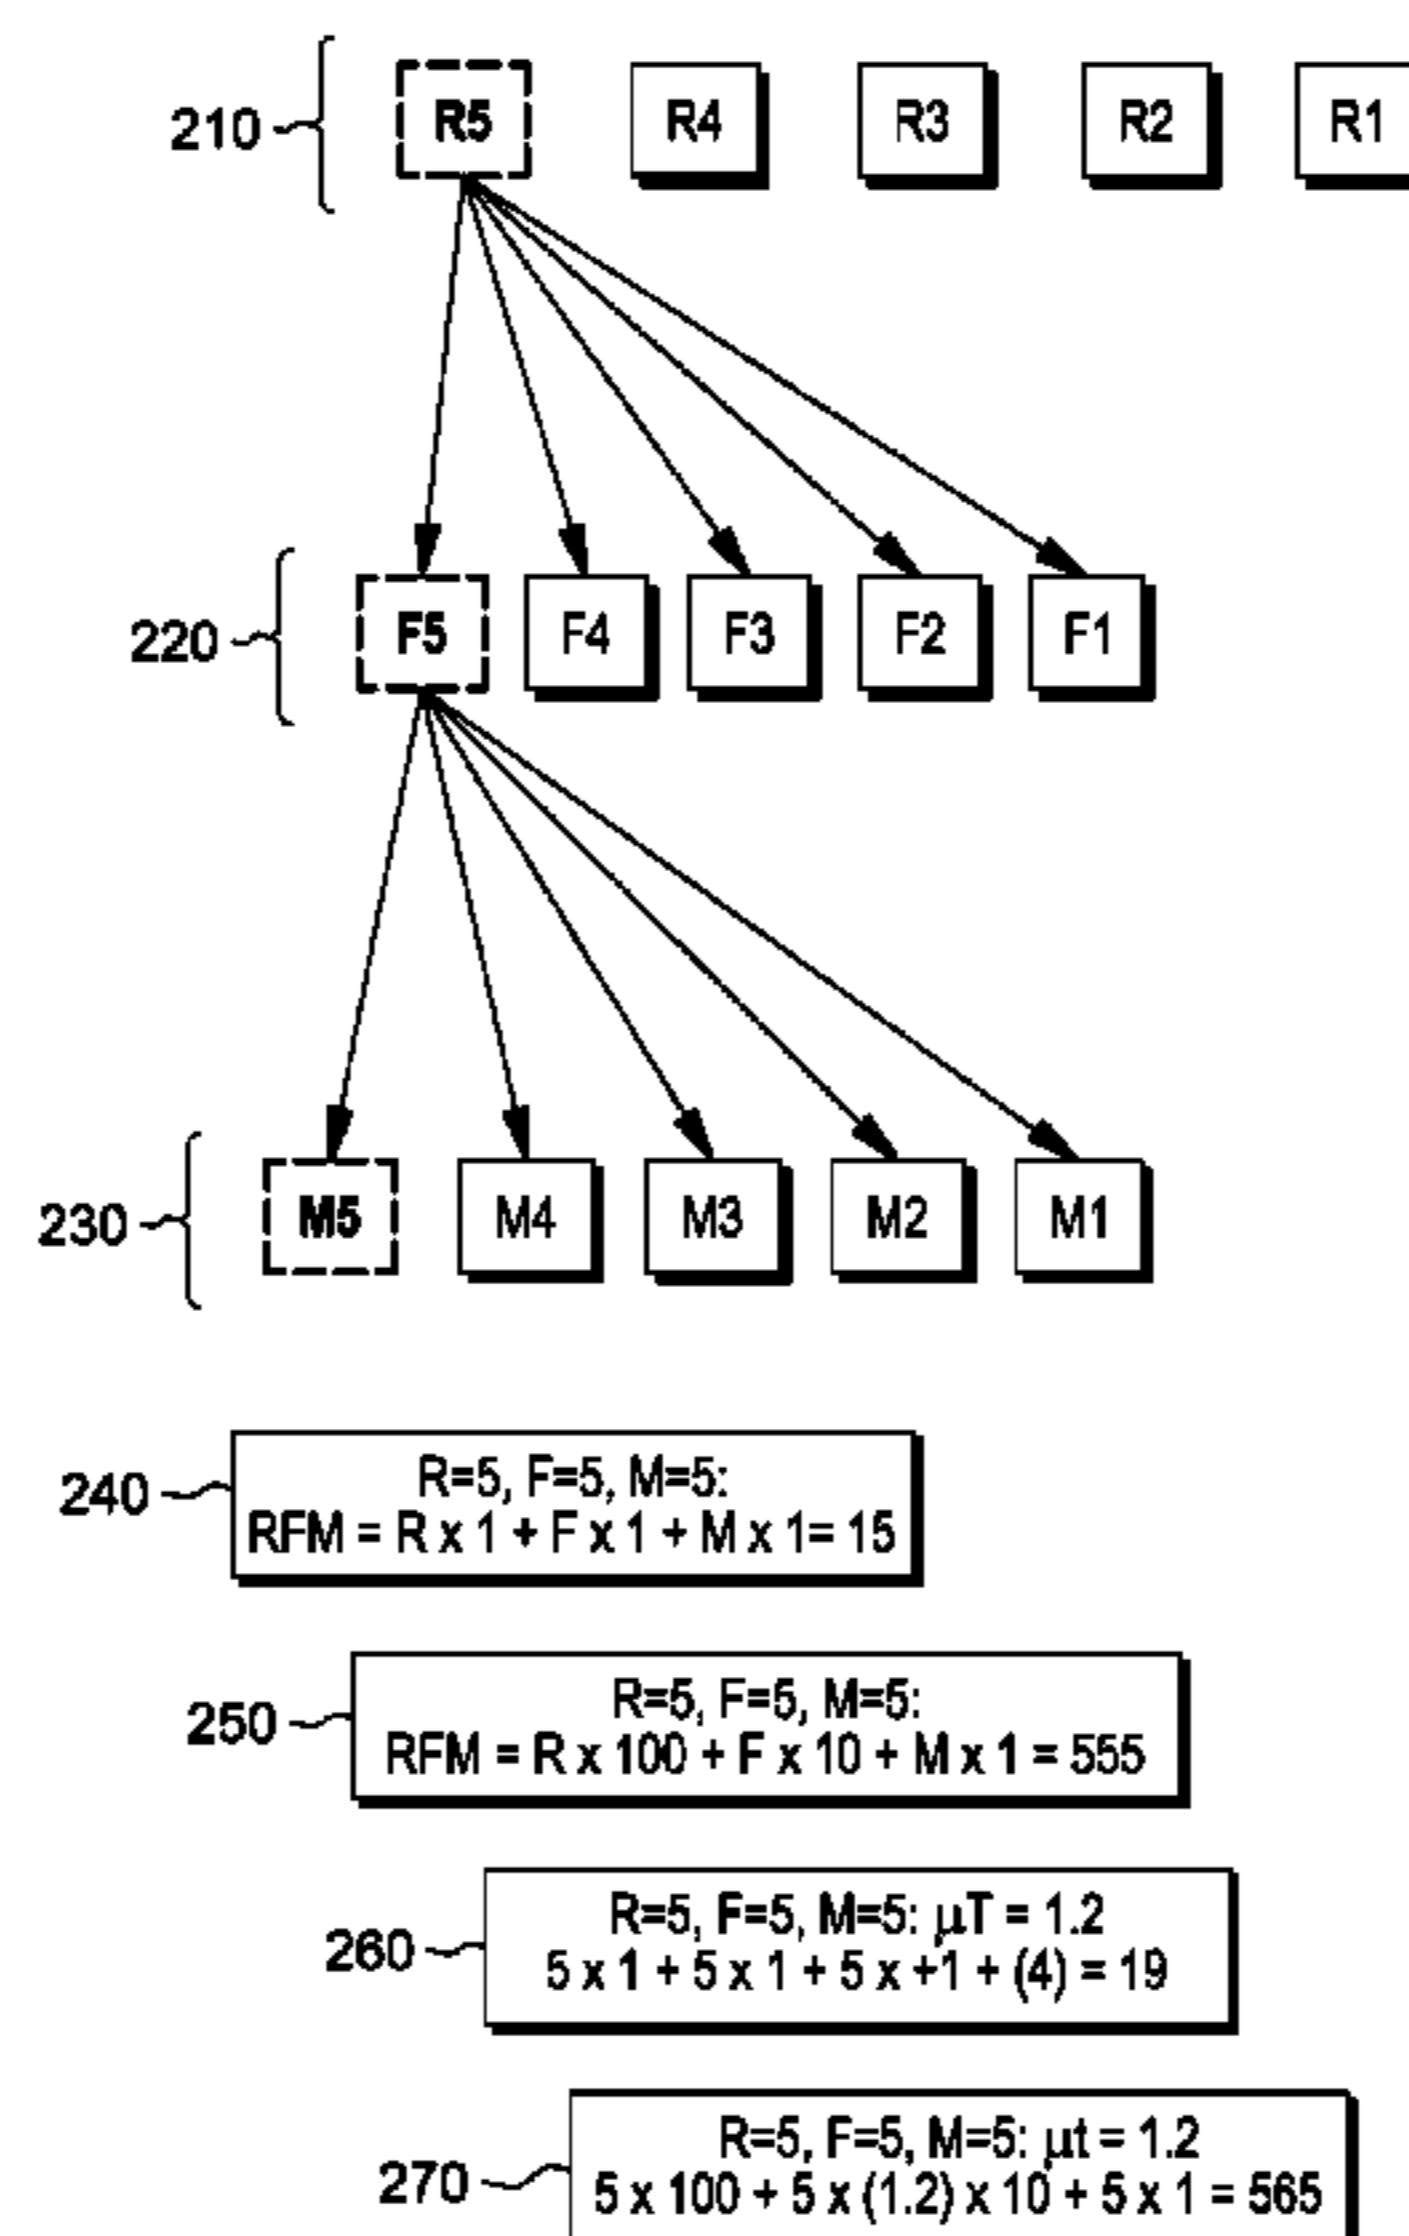 210 R5 R4 R3 R2 R1
220 F5 F4 F3 F2 F1
230 M5 M4 M3 M2 M1
240 R=5, F=5, M=5:
RFM = R x 1 + F x 1 + M x 1= 15
250 R=5, F=5, M=5:
RFM = R x 100 + F x 10 + M x 1 = 555
260 R=5, F=5, M=5: μT = 1.2
5 x 1 + 5 x 1 + 5 x +1 + (4) = 19
270 R=5, F=5, M=5: μt = 1.2
5 x 100 + 5 x (1.2) x 10 + 5 x 1 = 565